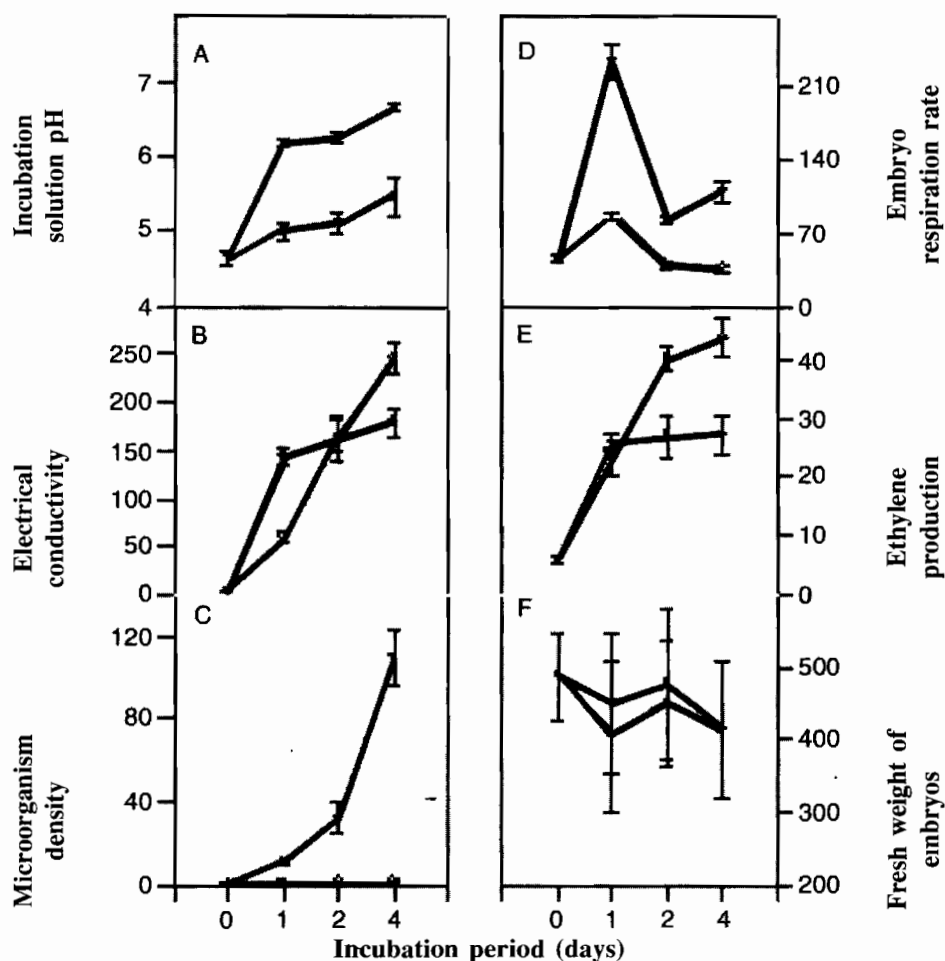 A
7
6
5
4
Incubation
solution pH
D
210
140
70
0
Embryo
respiration rate
B
250
200
150
100
50
0
Electrical
conductivity
E
40
30
20
10
0
Ethylene
production
C
120
80
40
0
Microorganism
density
F
500
400
300
200
Fresh weight of
embryos
0 1 2 4
0 1 2 4
Incubation period (days)